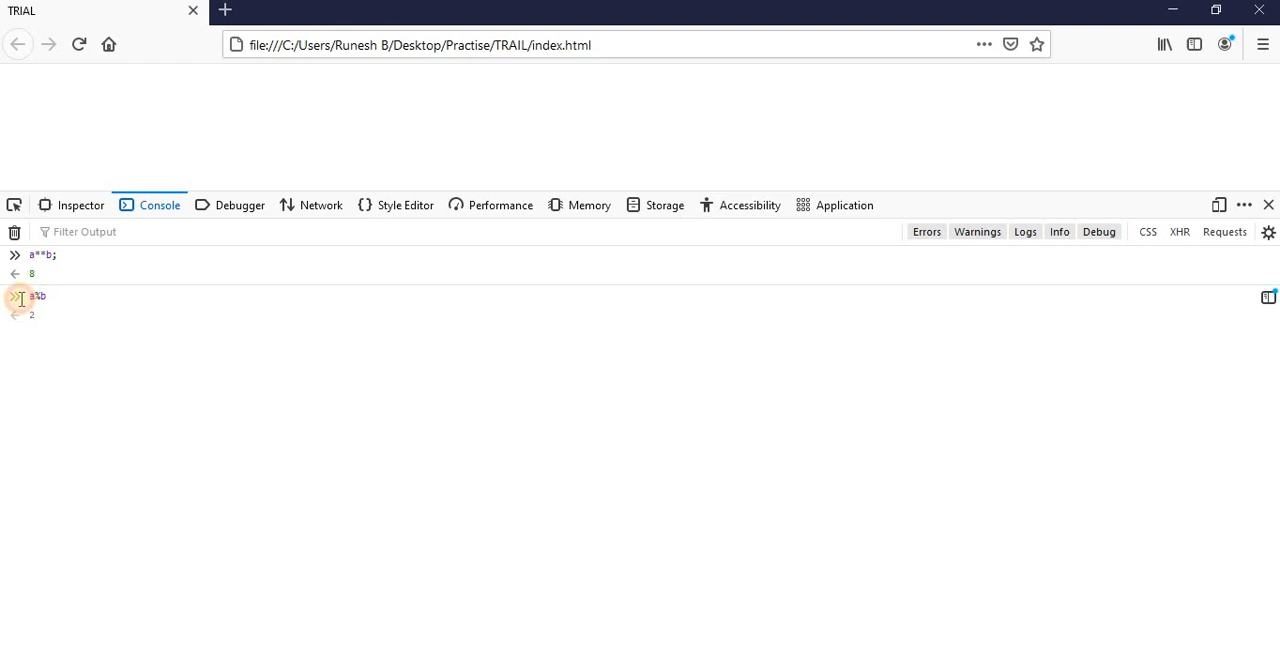 TRIAL
file:///C:/Users/Runesh B/Desktop/Practise/TRAIL/index.html
Inspector Console Debugger Network Style Editor Performance Memory Storage Accessibility Application
Filter Output Errors Warnings Logs Info Debug CSS XHR Requests
a**b;
8
a%b
2